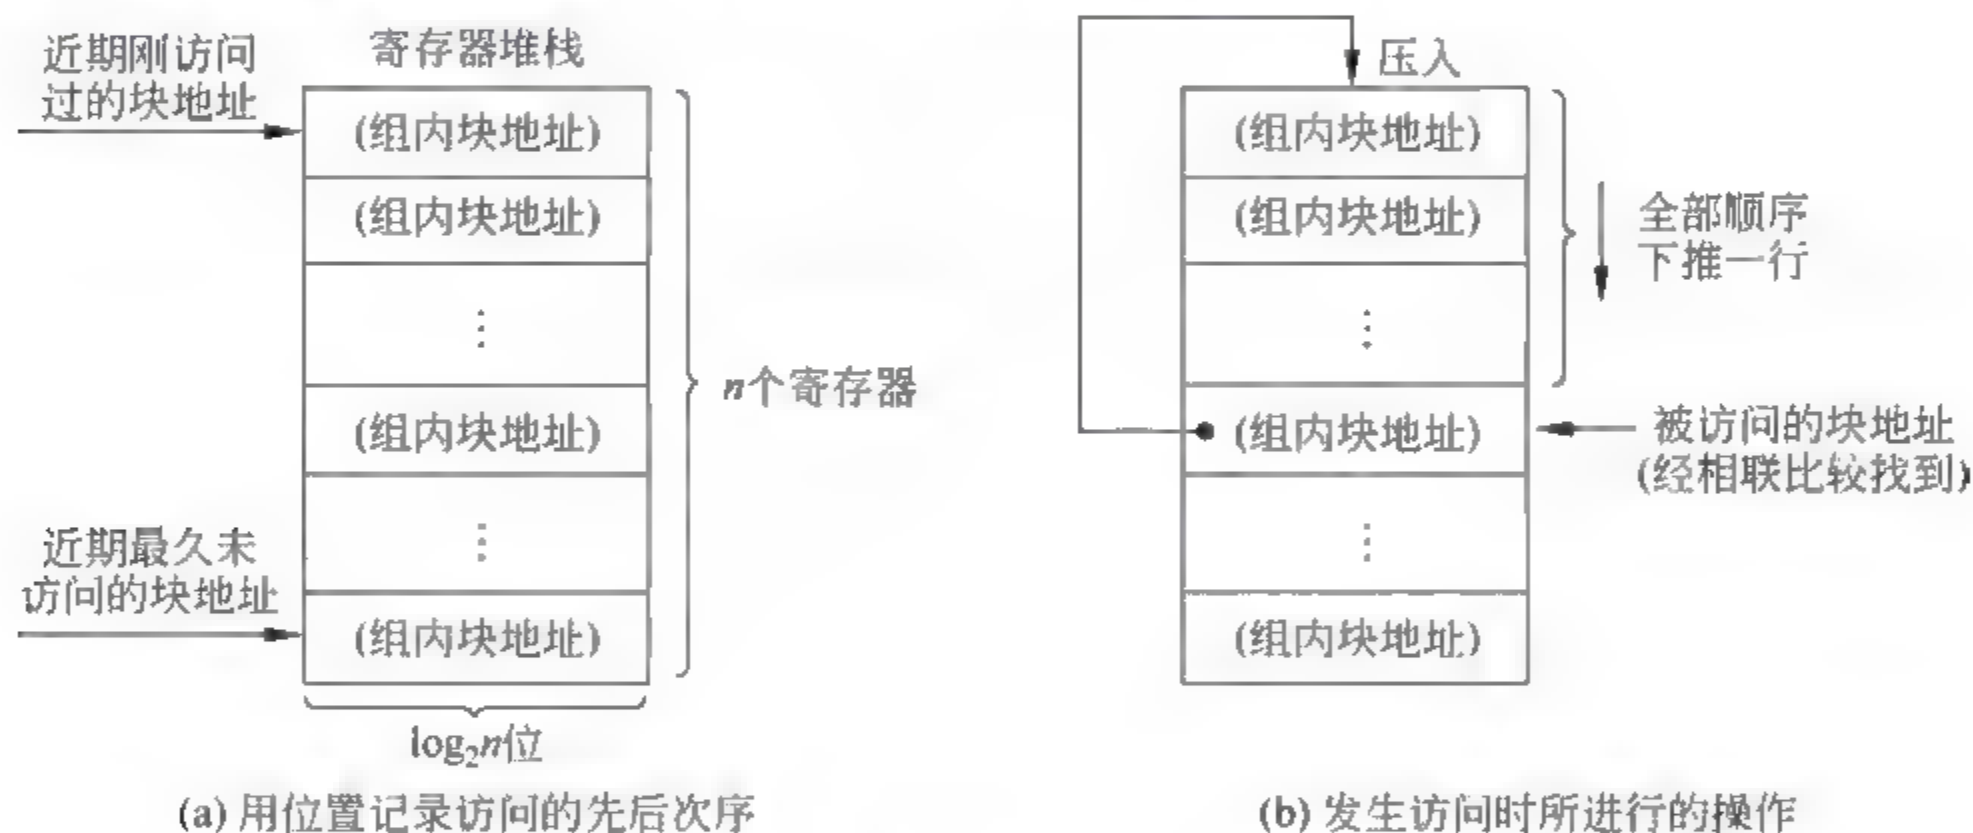 近期刚访问
过的块地址
寄存器堆栈
(组内块地址)
(组内块地址)
⋮
(组内块地址)
⋮
(组内块地址)
n个寄存器
近期最久未
访问的块地址
log₂n位
(a) 用位置记录访问的先后次序
压入
(组内块地址)
(组内块地址)
⋮
(组内块地址)
⋮
(组内块地址)
全部顺序
下推一行
被访问的块地址
(经相联比较找到)
(b) 发生访问时所进行的操作